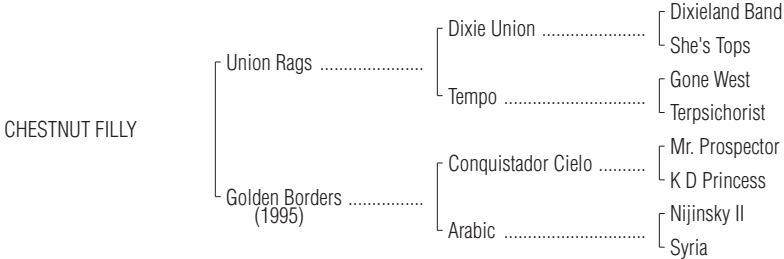 Dixieland Band
Dixie Union ......................
She's Tops
Union Rags ......................
Gone West
Tempo ..............................
Terpsichorist
CHESTNUT FILLY
Mr. Prospector
Conquistador Cielo ..........
K D Princess
Golden Borders ................
(1995)
Nijinsky II
Arabic ..............................
Syria